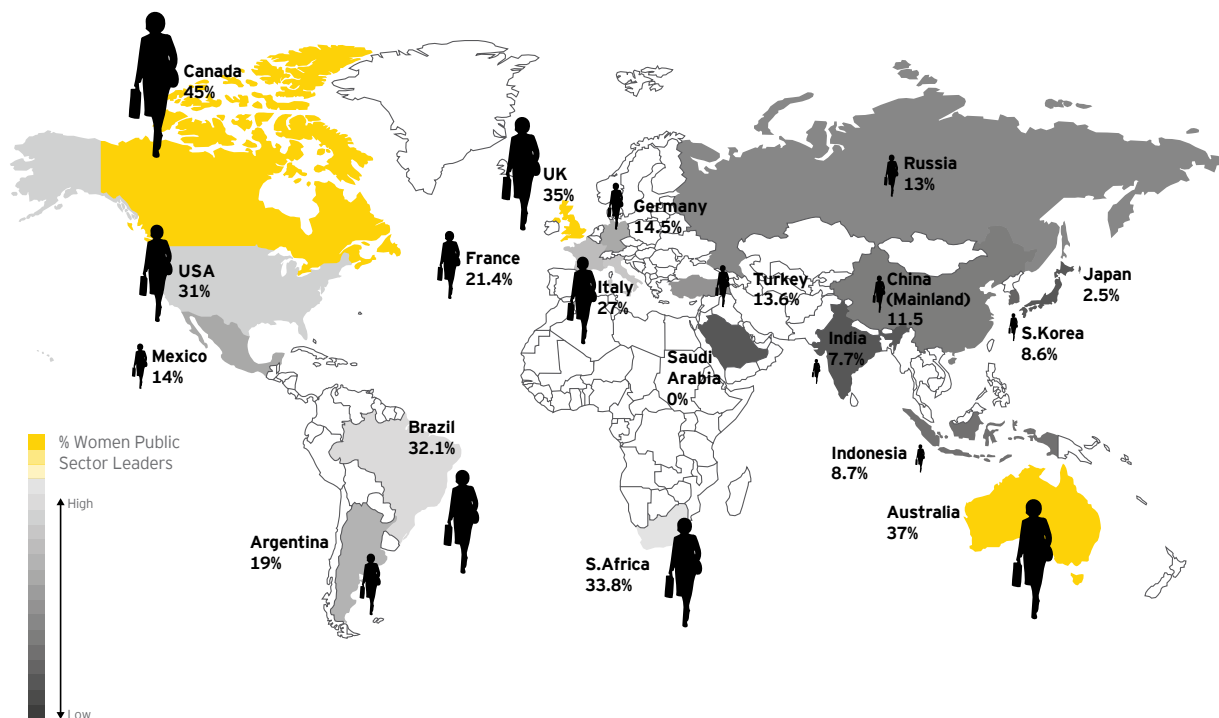 Canada
45%
UK
35%
Russia
13%
Germany
14.5%
USA
31%
France
21.4%
Italy
27%
Turkey
13.6%
China
(Mainland)
11.5
Japan
2.5%
S.Korea
8.6%
Mexico
14%
Saudi
Arabia
0%
India
7.7%
Brazil
32.1%
% Women Public
Sector Leaders
High
Low
Indonesia
8.7%
Australia
37%
Argentina
19%
S.Africa
33.8%